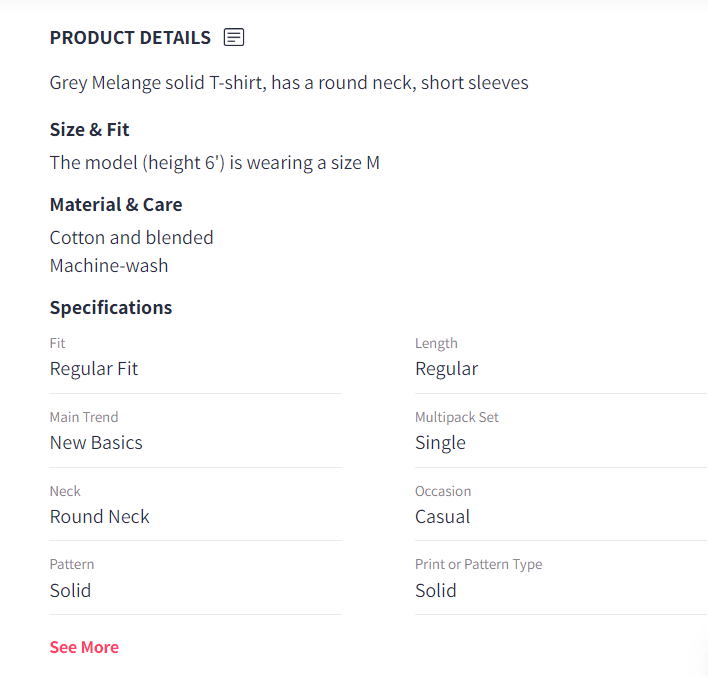 PRODUCT DETAILS
Grey Melange solid T-shirt, has a round neck, short sleeves
Size & Fit
The model (height 6') is wearing a size M
Material & Care
Cotton and blended
Machine-wash
Specifications
Fit
Regular Fit
Length
Regular
Main Trend
New Basics
Multipack Set
Single
Neck
Round Neck
Occasion
Casual
Pattern
Solid
Print or Pattern Type
Solid
See More